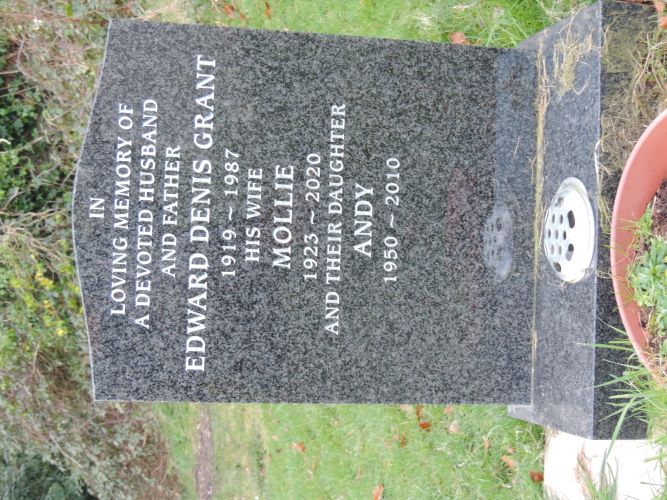 IN
LOVING MEMORY OF
A DEVOTED HUSBAND
AND FATHER
EDWARD DENIS GRANT
1919 ~ 1987
HIS WIFE
MOLLIE
1923 ~ 2020
AND THEIR DAUGHTER
ANDY
1950 ~ 2010